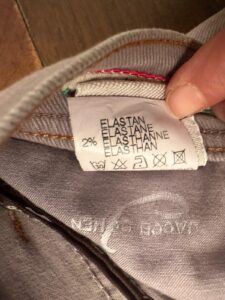 ELASTAN
ELASTANE
2% ELASTHANNE
ELASTHAN
JACOB COHEN